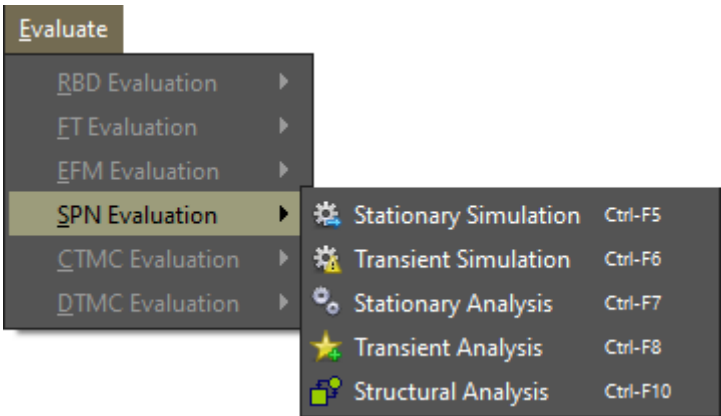 Evaluate
RBD Evaluation
FT Evaluation
EFM Evaluation
SPN Evaluation
CTMC Evaluation
DTMC Evaluation
Stationary Simulation Ctrl-F5
Transient Simulation Ctrl-F6
Stationary Analysis Ctrl-F7
Transient Analysis Ctrl-F8
Structural Analysis Ctrl-F10